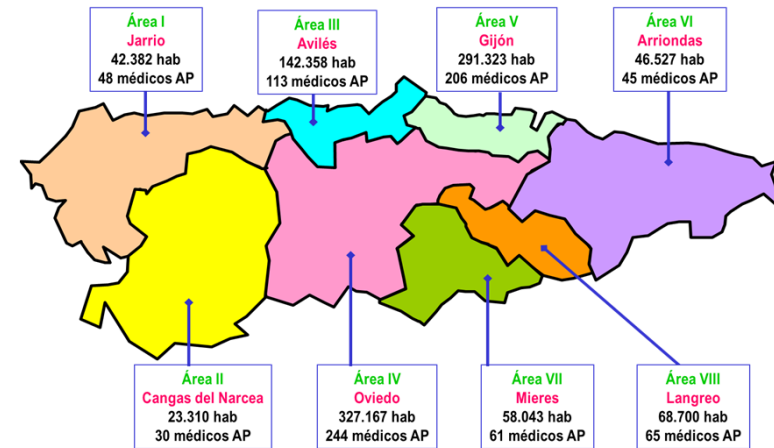 Área I
Jarrio
42.382 hab
48 médicos AP
Área III
Avilés
142.358 hab
113 médicos AP
Área V
Gijón
291.323 hab
206 médicos AP
Área VI
Arriondas
46.527 hab
45 médicos AP
Área II
Cangas del Narcea
23.310 hab
30 médicos AP
Área IV
Oviedo
327.167 hab
244 médicos AP
Área VII
Mieres
58.043 hab
61 médicos AP
Área VIII
Langreo
68.700 hab
65 médicos AP